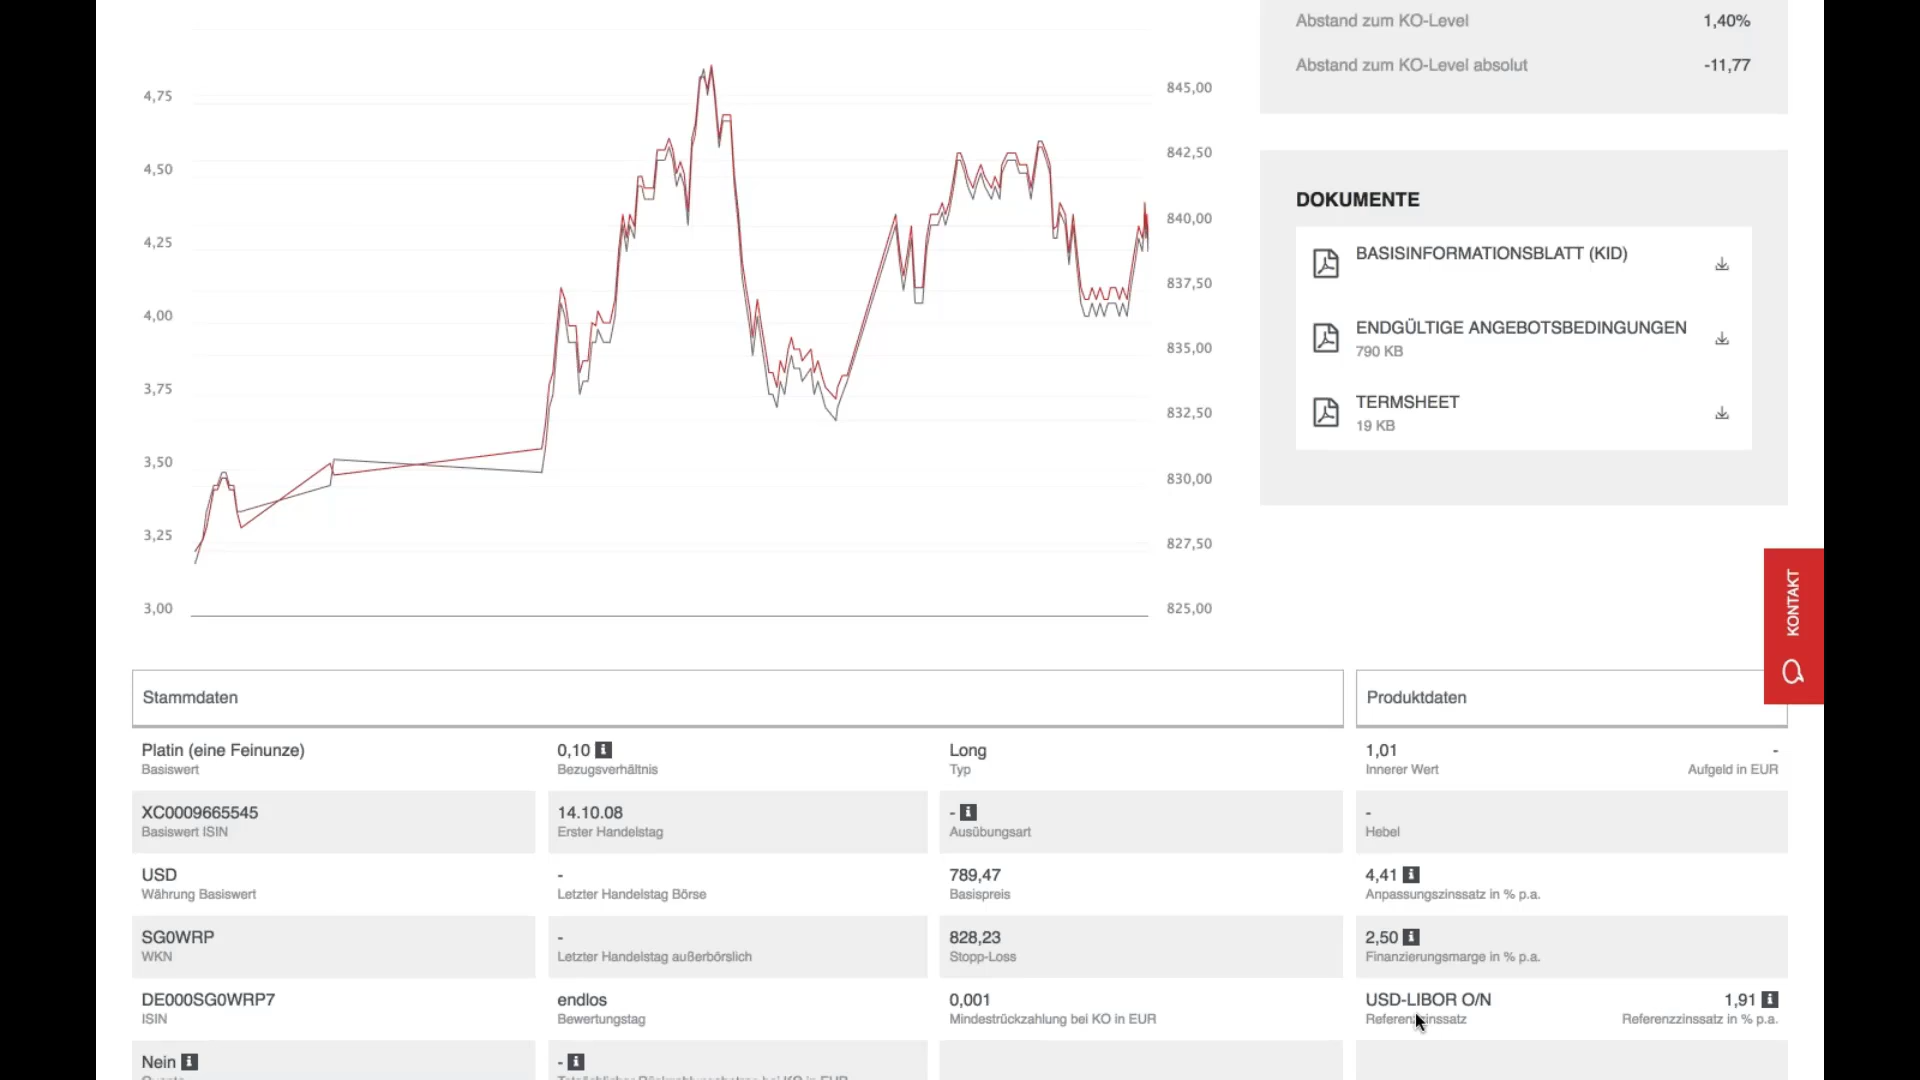 Abstand zum KO-Level 1,40%
Abstand zum KO-Level absolut -11,77
4,75
4,50
4,25
4,00
3,75
3,50
3,25
3,00
845,00
842,50
840,00
837,50
835,00
832,50
830,00
827,50
825,00
DOKUMENTE
BASISINFORMATIONSBLATT (KID)
ENDGÜLTIGE ANGEBOTSBEDINGUNGEN
790 KB
TERMSHEET
19 KB
KONTAKT
Stammdaten
Platin (eine Feinunze)
Basiswert
0,10
Bezugsverhältnis
Long
Typ
XC0009665545
Basiswert ISIN
14.10.08
Erster Handelstag
-
Ausübungsart
USD
Währung Basiswert
-
Letzter Handelstag Börse
789,47
Basispreis
SG0WRP
WKN
-
Letzter Handelstag außerbörslich
828,23
Stopp-Loss
DE000SG0WRP7
ISIN
endlos
Bewertungstag
0,001
Mindestrückzahlung bei KO in EUR
Nein
-
Produktdaten
1,01 -
Innerer Wert Aufgeld in EUR
-
Hebel
4,41
Anpassungszinssatz in % p.a.
2,50
Finanzierungsmarge in % p.a.
USD-LIBOR O/N 1,91
Referenzzinssatz Referenzzinssatz in % p.a.